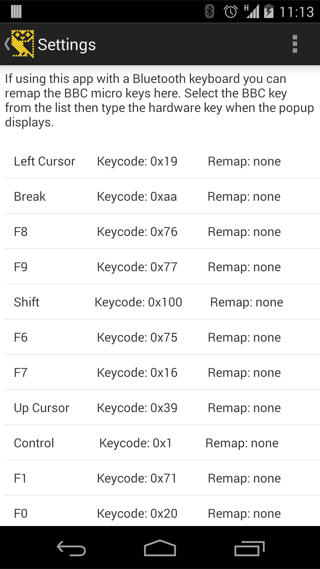 H 11:13
Settings
If using this app with a Bluetooth keyboard you can
remap the BBC micro keys here. Select the BBC key
from the list then type the hardware key when the popup
displays.
Left Cursor Keycode: 0x19 Remap: none
Break Keycode: 0xaa Remap: none
F8 Keycode: 0x76 Remap: none
F9 Keycode: 0x77 Remap: none
Shift Keycode: 0x100 Remap: none
F6 Keycode: 0x75 Remap: none
F7 Keycode: 0x16 Remap: none
Up Cursor Keycode: 0x39 Remap: none
Control Keycode: 0x1 Remap: none
F1 Keycode: 0x71 Remap: none
F0 Keycode: 0x20 Remap: none